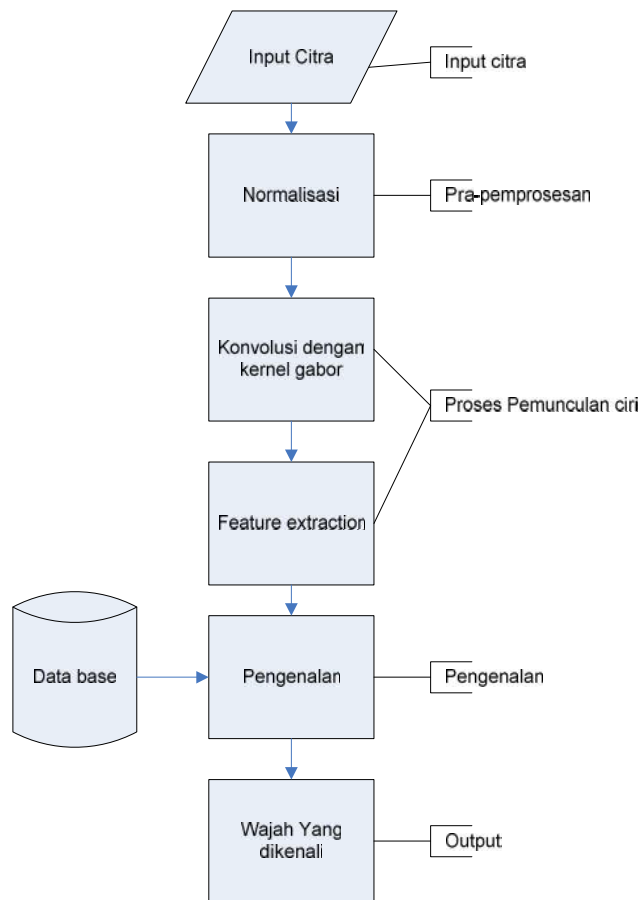 Input Citra
Input citra
Normalisasi
Pra-pemprosesan
Konvolusi dengan
kernel gabor
Proses Pemunculan ciri
Feature extraction
Data base
Pengenalan
Pengenalan
Wajah Yang
dikenali
Output